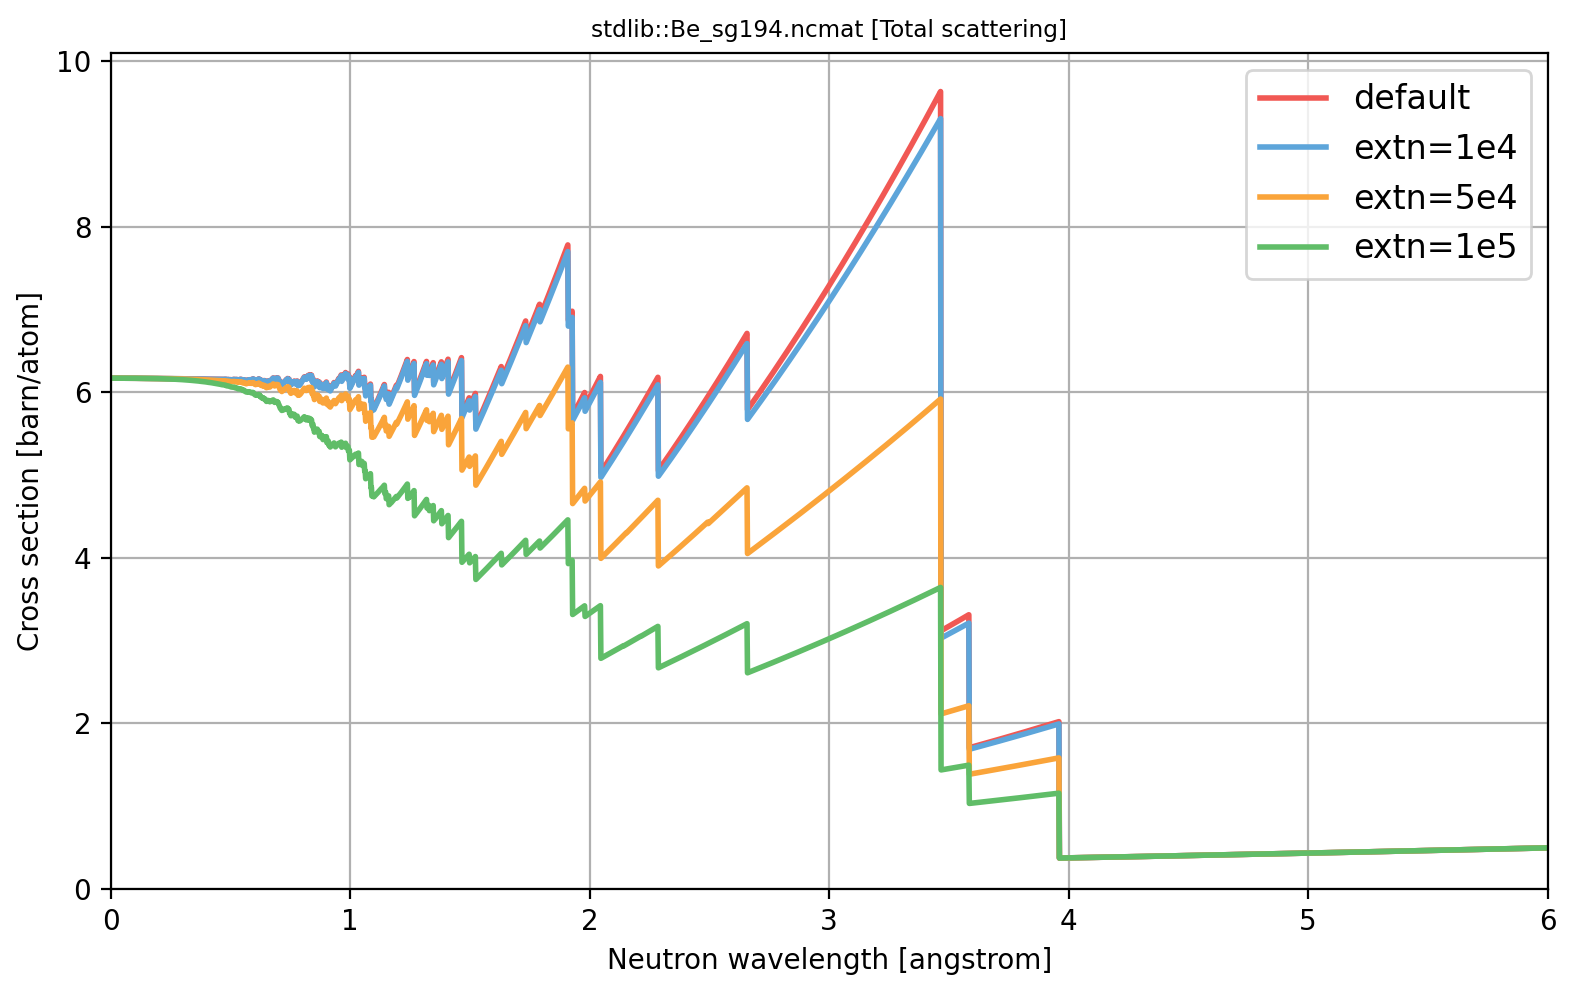 stdlib::Be_sg194.ncmat [Total scattering]
10
8
6
4
2
0
Cross section [barn/atom]
default
extn=1e4
extn=5e4
extn=1e5
0 1 2 3 4 5 6
Neutron wavelength [angstrom]